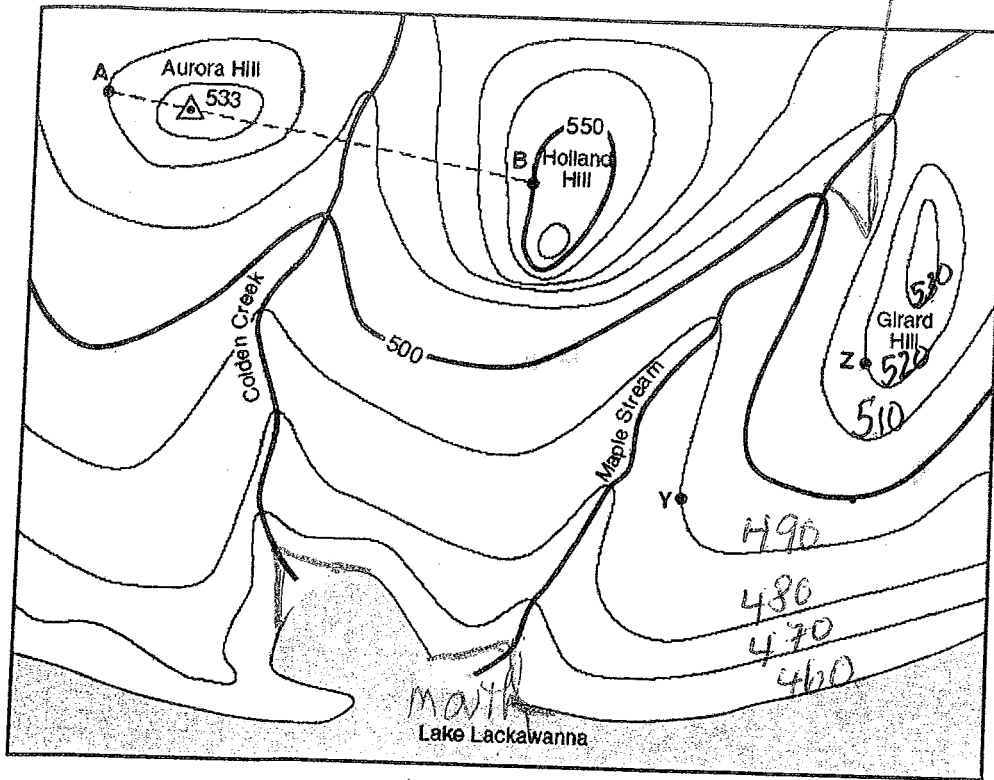 A
Aurora Hill
533
550
B
Holland
Hill
530
Girard
Hill
Z
520
510
Colden Creek
500
Maple Stream
Y
490
480
470
460
Mouth
Lake Lackawanna